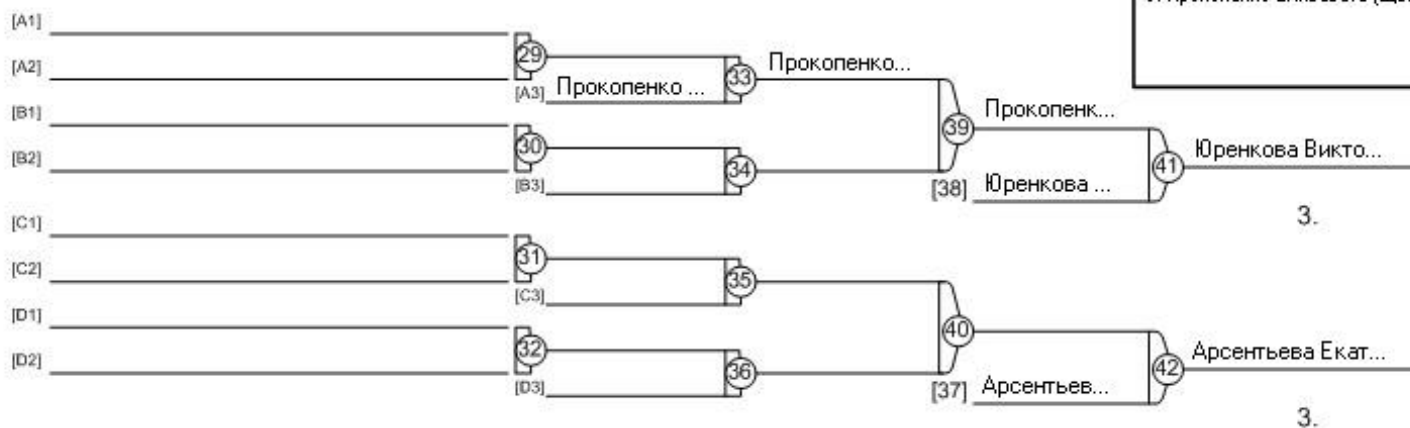 [A1]
[A2]
29
Прокопенко...
33
[A3] Прокопенко ...
[B1]
39
Прокопенк...
30
[B2]
34
41
Юренкова Викто...
[B3]
[38] Юренкова ...
3.
[C1]
31
[C2]
35
[C3]
[D1]
40
32
[D2]
36
42
Арсентьева Екат...
[D3]
[37] Арсентьев...
3.